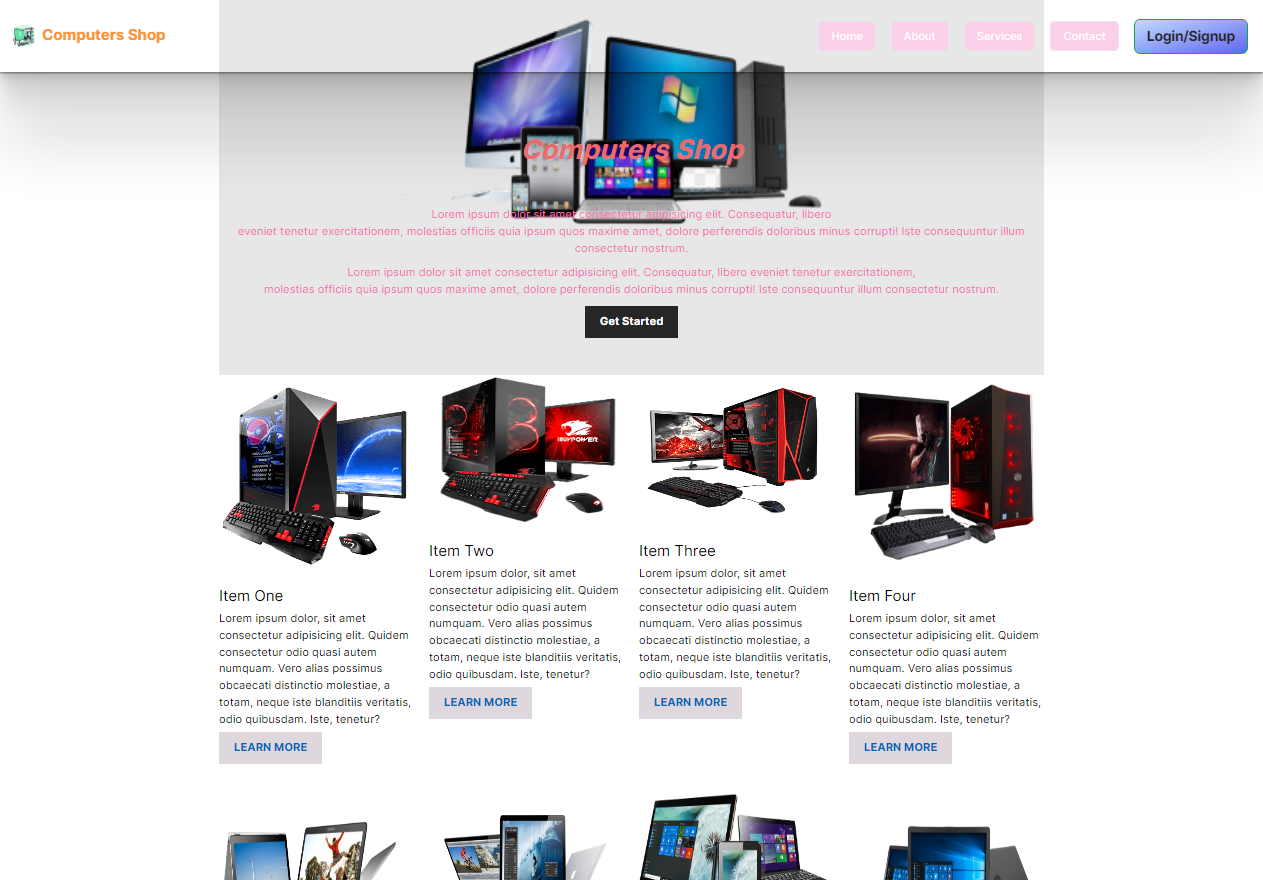 Computers Shop
Home
About
Services
Contact
Login/Signup
Computers Shop
Lorem ipsum dolor sit amet consectetur adipisicing elit. Consequatur, libero
eveniet tenetur exercitationem, molestias officiis quia ipsum quos maxime amet, dolore perferendis doloribus minus corrupti! Iste consequuntur illum
consectetur nostrum.
Lorem ipsum dolor sit amet consectetur adipisicing elit. Consequatur, libero eveniet tenetur exercitationem,
molestias officiis quia ipsum quos maxime amet, dolore perferendis doloribus minus corrupti! Iste consequuntur illum consectetur nostrum.
Get Started
iBUYPOWER
Item One
Lorem ipsum dolor, sit amet
consectetur adipisicing elit. Quidem
consectetur odio quasi autem
numquam. Vero alias possimus
obcaecati distinctio molestiae, a
totam, neque iste blanditiis veritatis,
odio quibusdam. Iste, tenetur?
LEARN MORE
Item Two
Lorem ipsum dolor, sit amet
consectetur adipisicing elit. Quidem
consectetur odio quasi autem
numquam. Vero alias possimus
obcaecati distinctio molestiae, a
totam, neque iste blanditiis veritatis,
odio quibusdam. Iste, tenetur?
LEARN MORE
Item Three
Lorem ipsum dolor, sit amet
consectetur adipisicing elit. Quidem
consectetur odio quasi autem
numquam. Vero alias possimus
obcaecati distinctio molestiae, a
totam, neque iste blanditiis veritatis,
odio quibusdam. Iste, tenetur?
LEARN MORE
Item Four
Lorem ipsum dolor, sit amet
consectetur adipisicing elit. Quidem
consectetur odio quasi autem
numquam. Vero alias possimus
obcaecati distinctio molestiae, a
totam, neque iste blanditiis veritatis,
odio quibusdam. Iste, tenetur?
LEARN MORE